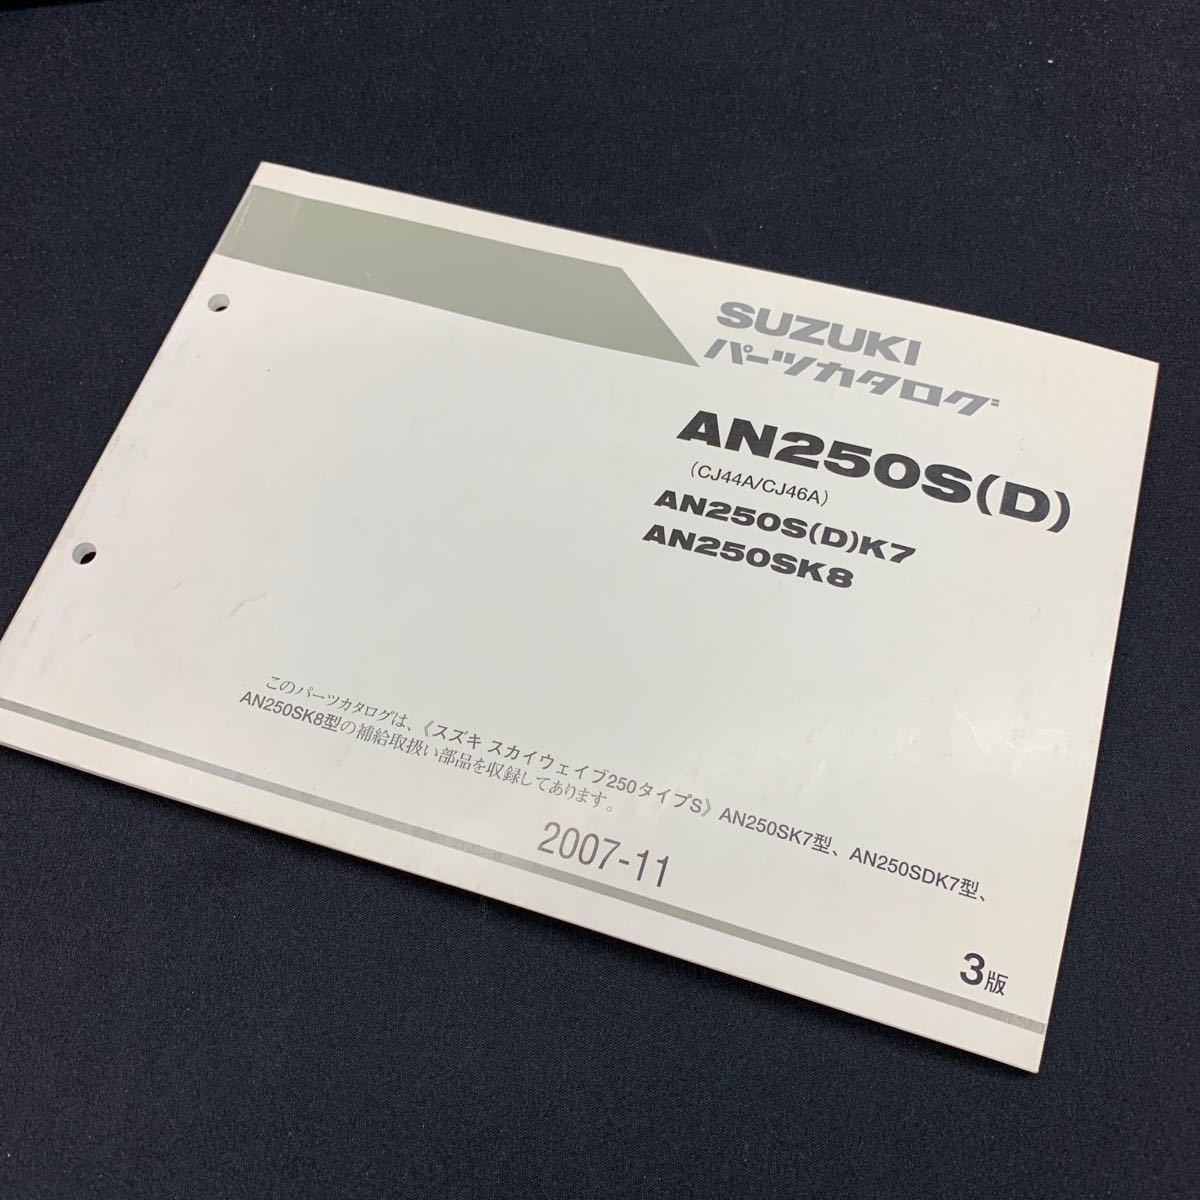 SUZUKI
パーツカタログ
AN250S(D)
(CJ44A/CJ46A)
AN250S(D)K7
AN250SK8
このパーツカタログは、《スズキ スカイウェイブ250タイプS》AN250SK7型、AN250SDK7型、
AN250SK8型の補給取扱い部品を収録してあります。
2007-11
3版